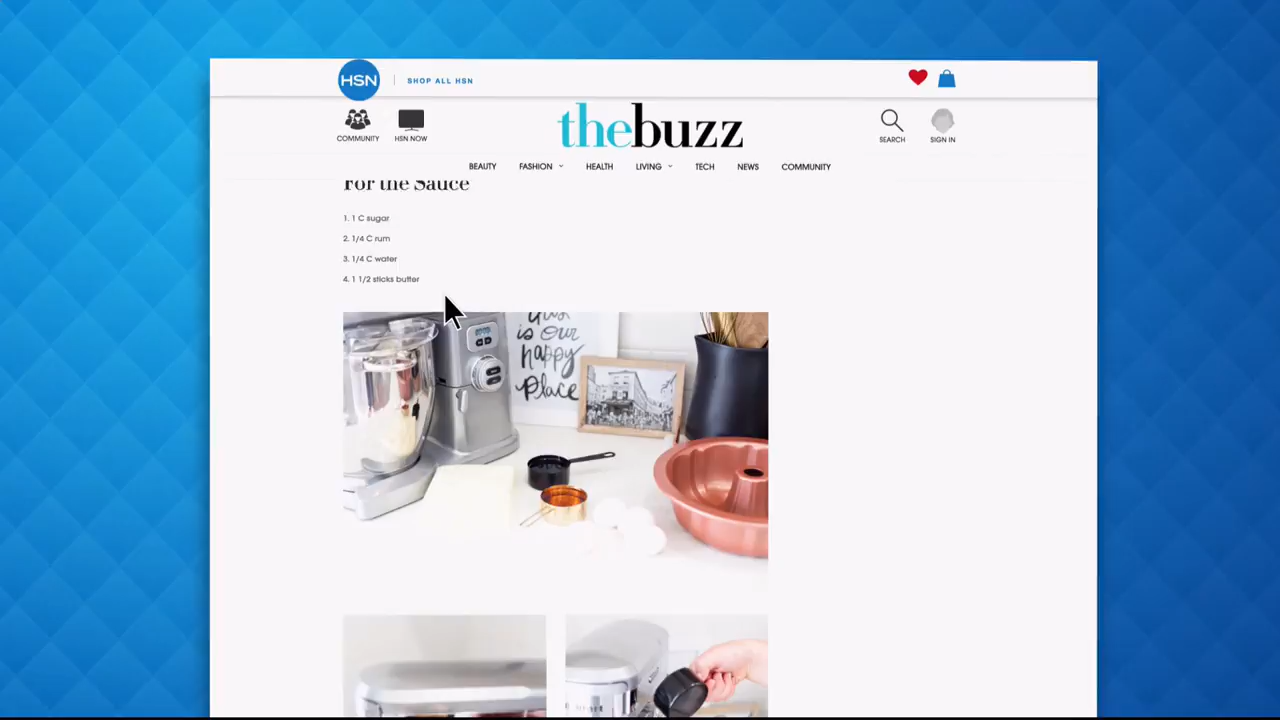 HSN
SHOP ALL HSN
COMMUNITY
HSN NOW
thebuzz
SEARCH
SIGN IN
BEAUTY FASHION HEALTH LIVING TECH NEWS COMMUNITY
For the Sauce
1. 1 C sugar
2. 1/4 C rum
3. 1/4 C water
4. 1 1/2 sticks butter
this
is our
happy
place